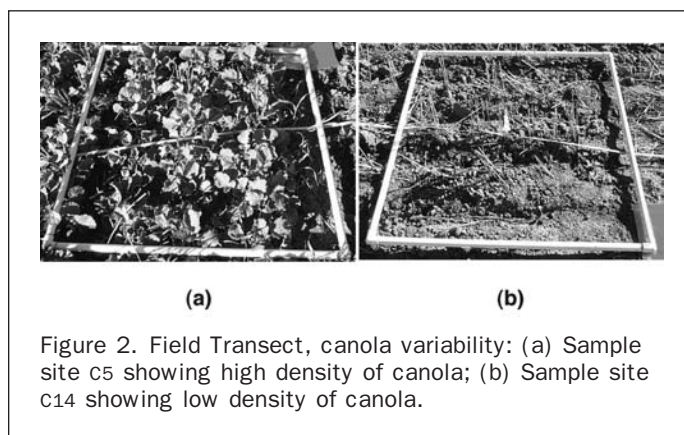 (a) (b)
Figure 2. Field Transect, canola variability: (a) Sample
site C5 showing high density of canola; (b) Sample site
C14 showing low density of canola.